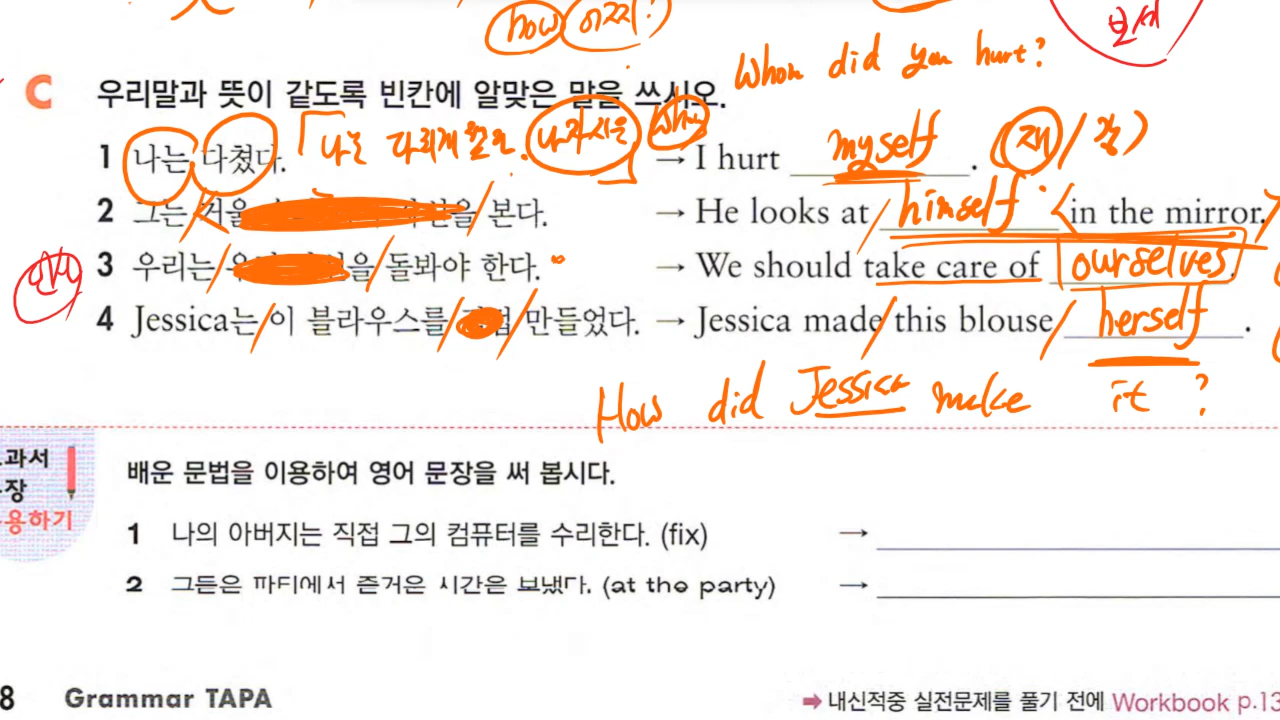 how 어찌?
보어
Whom did you hurt?
C 우리말과 뜻이 같도록 빈칸에 알맞은 말을 쓰시오.
1 나는 다쳤다. 「나는 다리게 했다. 나 자신을 → I hurt myself. (재/강)
2 그는 거울 을 본다. → He looks at himself in the mirror.
3 우리는 을 돌봐야 한다. → We should take care of ourselves.
4 Jessica는 이 블라우스를 만들었다. → Jessica made this blouse herself.
How did Jessica make it?
과서
장
용하기
배운 문법을 이용하여 영어 문장을 써 봅시다.
1 나의 아버지는 직접 그의 컴퓨터를 수리한다. (fix) →
2 그들은 파티에서 즐거운 시간을 보냈다. (at the party) →
8 Grammar TAPA
➡ 내신적중 실전문제를 풀기 전에 Workbook p.13